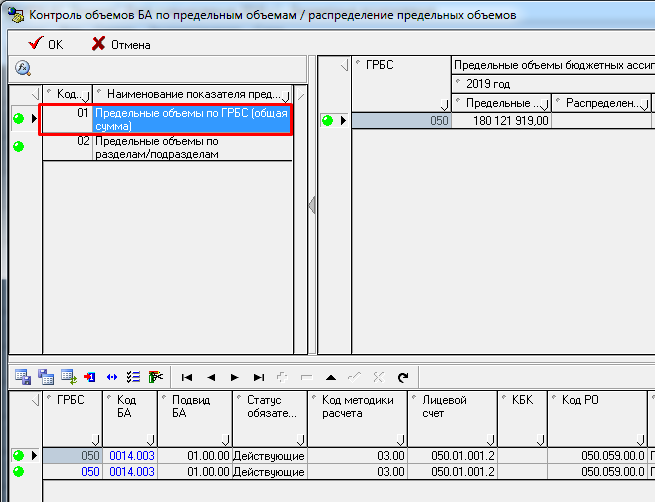 Контроль объемов БА по предельным объемам / распределение предельных объемов
OK Отмена
Код... Наименование показателя пред...
01 Предельные объемы по ГРБС (общая
сумма)
02 Предельные объемы по
разделам/подразделам
ГРБС Предельные объемы бюджетных ассиг
2019 год
Предельные ... Распределен...
050 180 121 919,00
ГРБС Код Подвид Статус Код методики Лицевой КБК Код РО
БА БА обязате... расчета счет
050 0014.003 01.00.00 Действующие 03.00 050.01.001.2 050.059.00.0
050 0014.003 01.00.00 Действующие 03.00 050.01.001.2 050.059.00.0